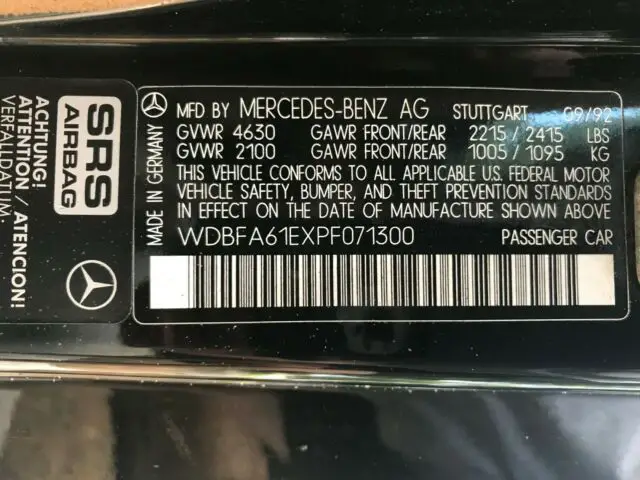 ACHTUNG!
ATTENTION / ATENCION!
VERFALLDATUM:
SRS
AIRBAG
MADE IN GERMANY
MFD BY MERCEDES-BENZ AG STUTTGART 09/92
GVWR 4630 GAWR FRONT/REAR 2215 / 2415 LBS
GVWR 2100 GAWR FRONT/REAR 1005 / 1095 KG
THIS VEHICLE CONFORMS TO ALL APPLICABLE U.S. FEDERAL MOTOR
VEHICLE SAFETY, BUMPER, AND THEFT PREVENTION STANDARDS
IN EFFECT ON THE DATE OF MANUFACTURE SHOWN ABOVE
WDBFA61EXPF071300 PASSENGER CAR